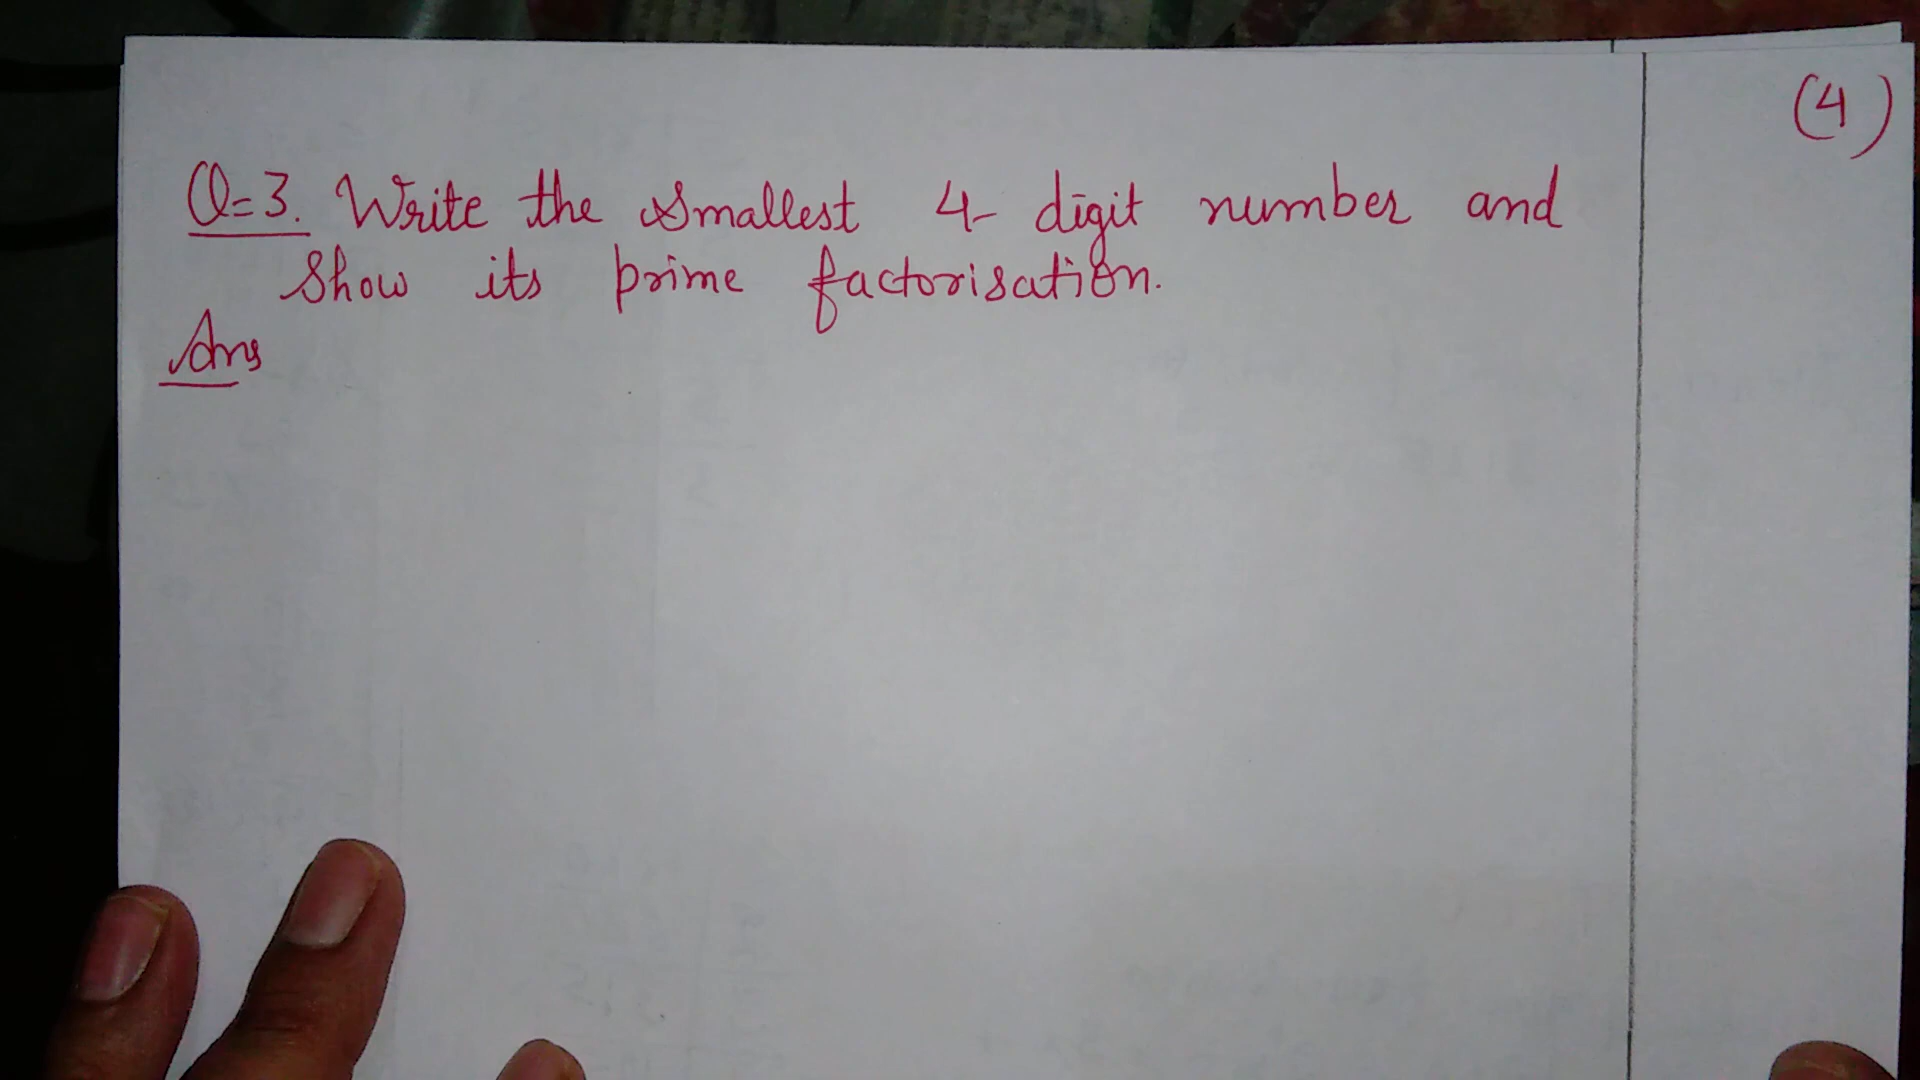 (4)
Q=3. Write the smallest 4- digit number and
Show its prime factorisation.
Ans